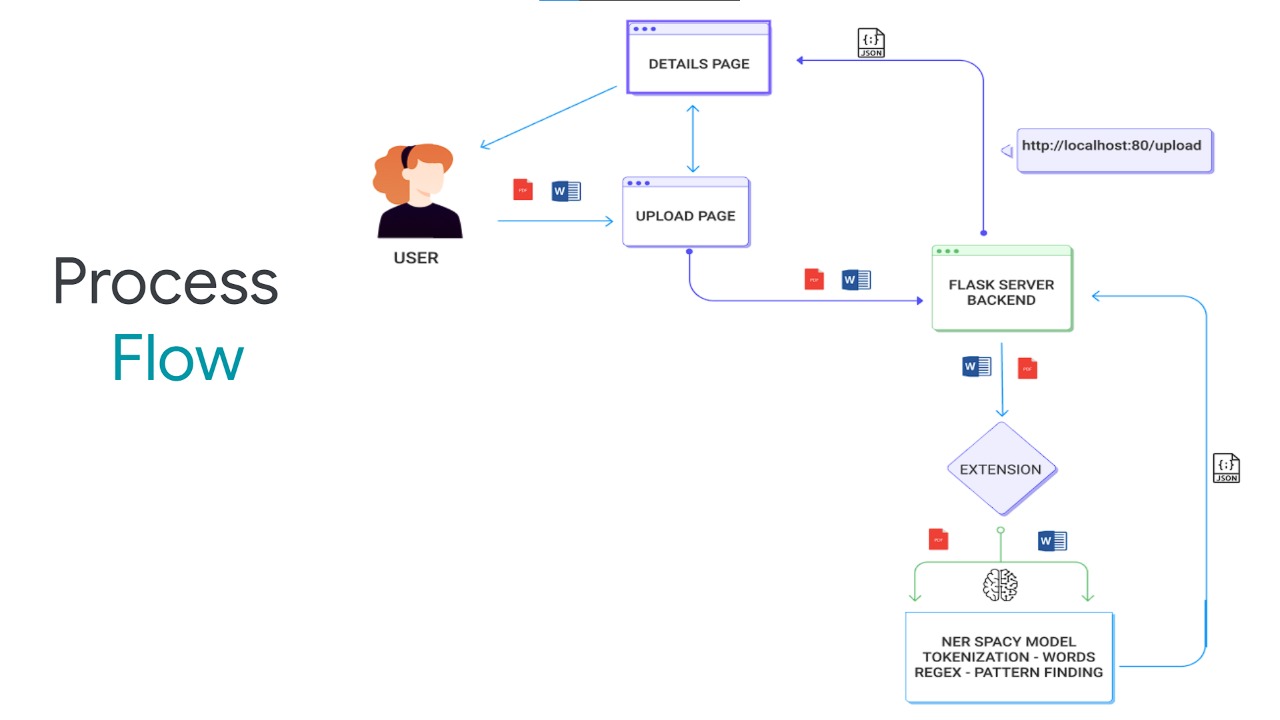 Process
Flow
DETAILS PAGE
{;}
JSON
http://localhost:80/upload
PDF
W
UPLOAD PAGE
USER
PDF
W
FLASK SERVER
BACKEND
W
PDF
EXTENSION
{;}
JSON
PDF
W
NER SPACY MODEL
TOKENIZATION - WORDS
REGEX - PATTERN FINDING